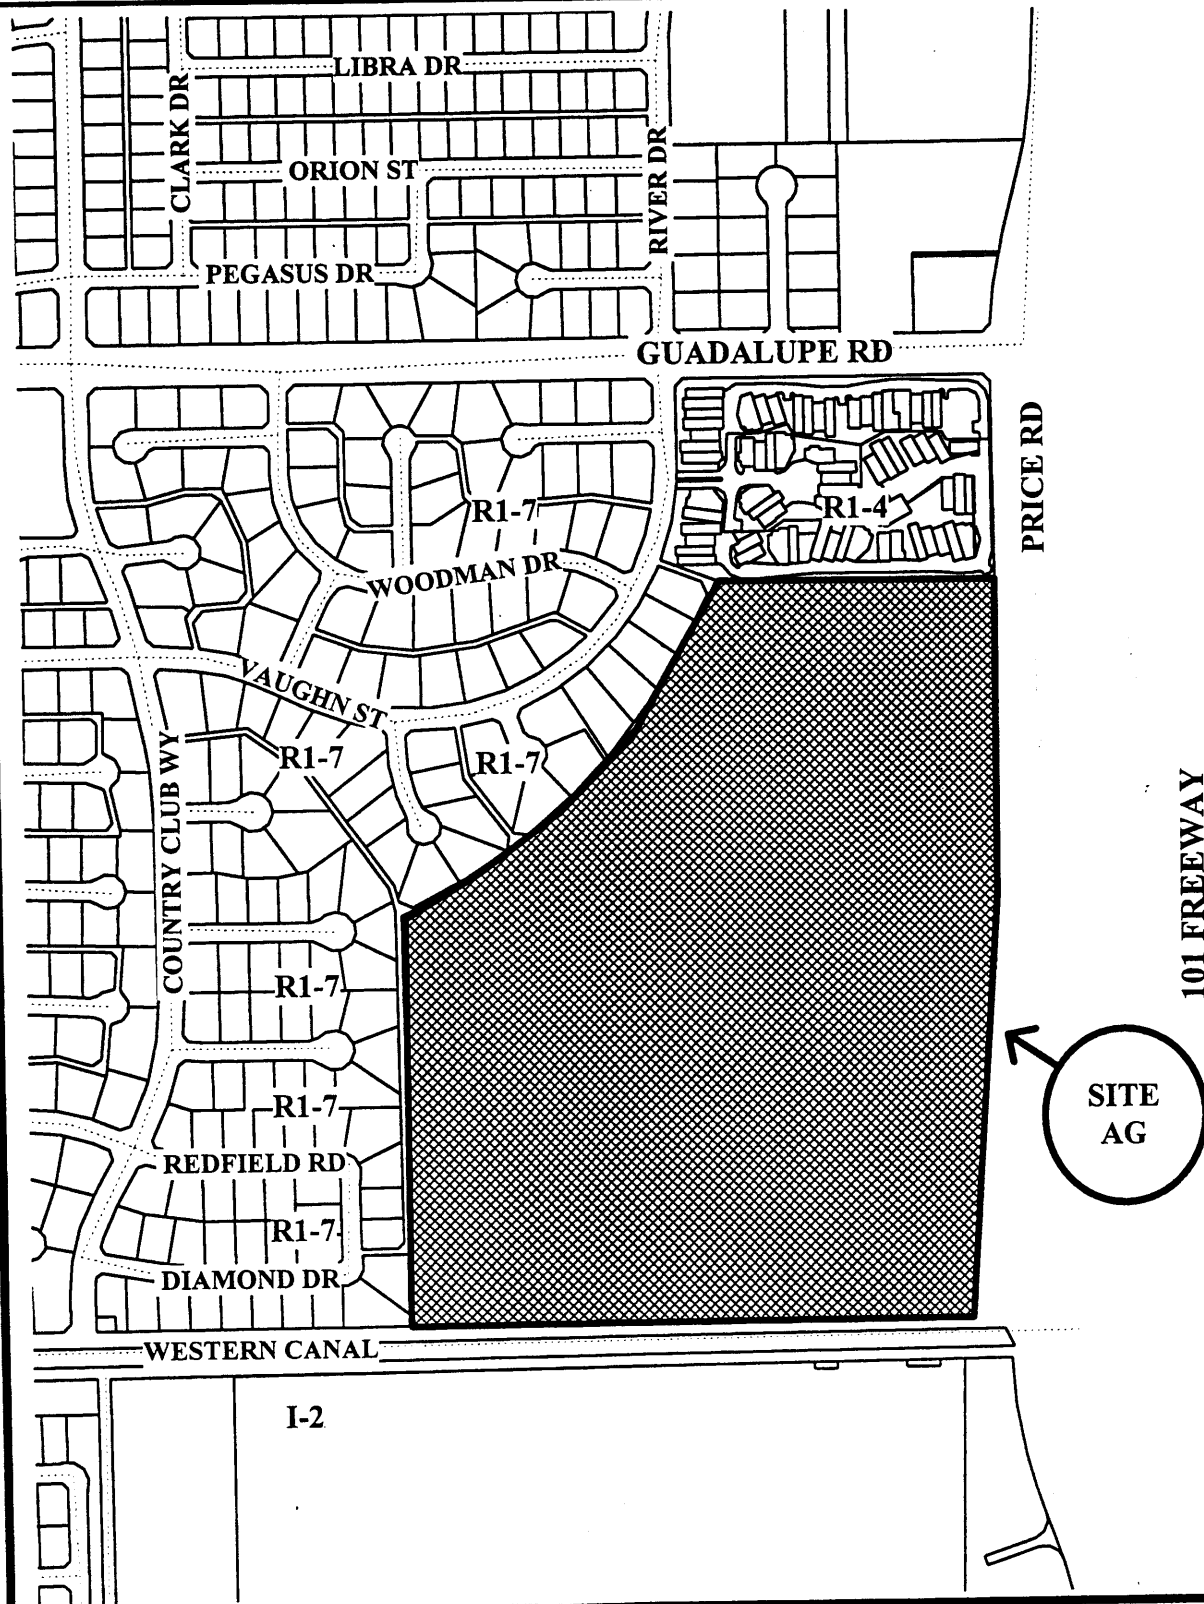 LIBRA DR
CLARK DR
ORION ST
RIVER DR
PEGASUS DR
GUADALUPE RD
PRICE RD
R1-7
R1-4
WOODMAN DR
VAUGHN ST
R1-7
R1-7
COUNTRY CLUB WY
101 FREEWAY
R1-7
SITE
AG
R1-7
REDFIELD RD
R1-7
DIAMOND DR
WESTERN CANAL
I-2